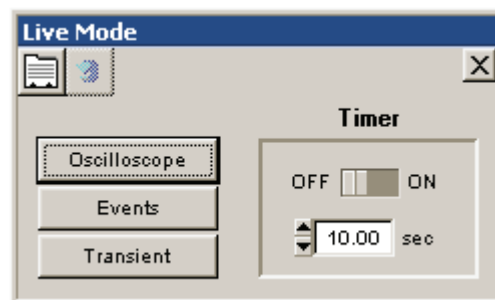 Live Mode
Timer
Oscilloscope
OFF ON
Events
10.00 sec
Transient